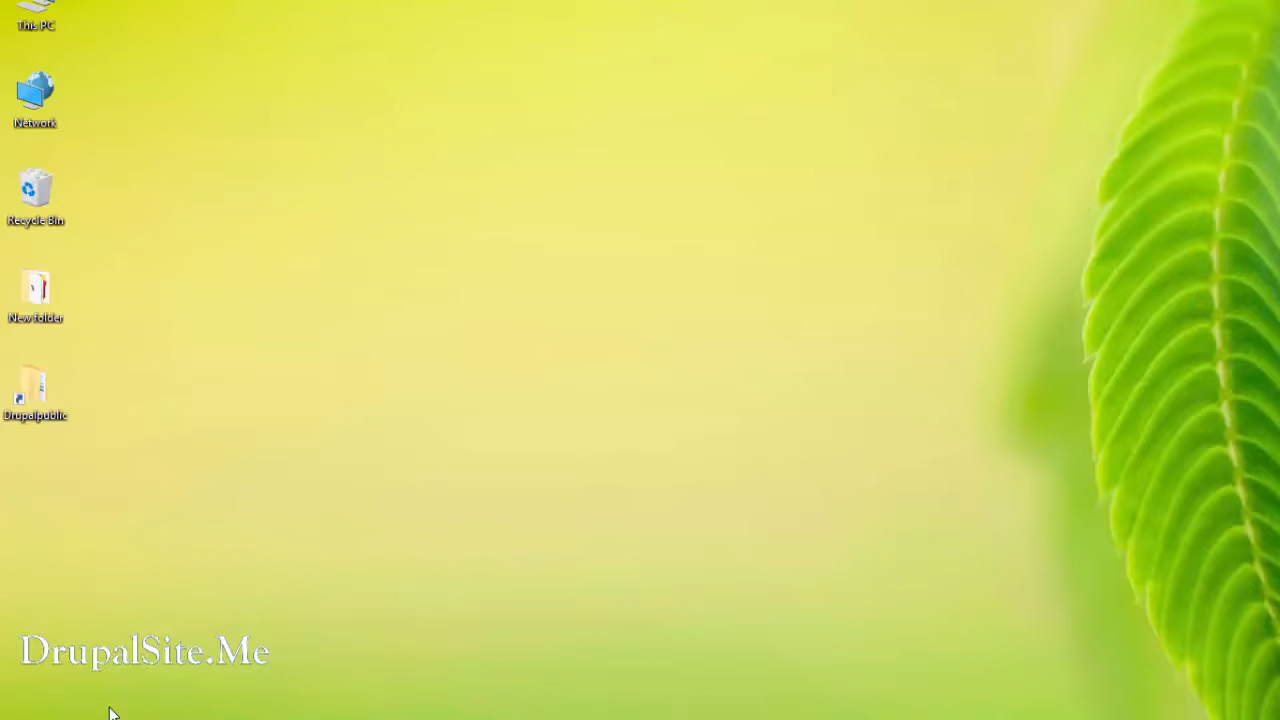 This PC
Network
Recycle Bin
New folder
Drupalpublic
DrupalSite.Me